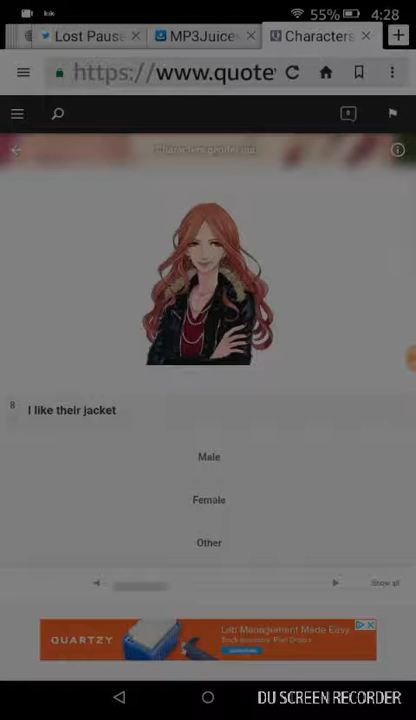 55% 4:28
Lost Pause × MP3Juice × Characters × +
https://www.quote
8 I like their jacket
Male
Female
Other
Show all
QUARTZY Lab Management Made Easy
DU SCREEN RECORDER